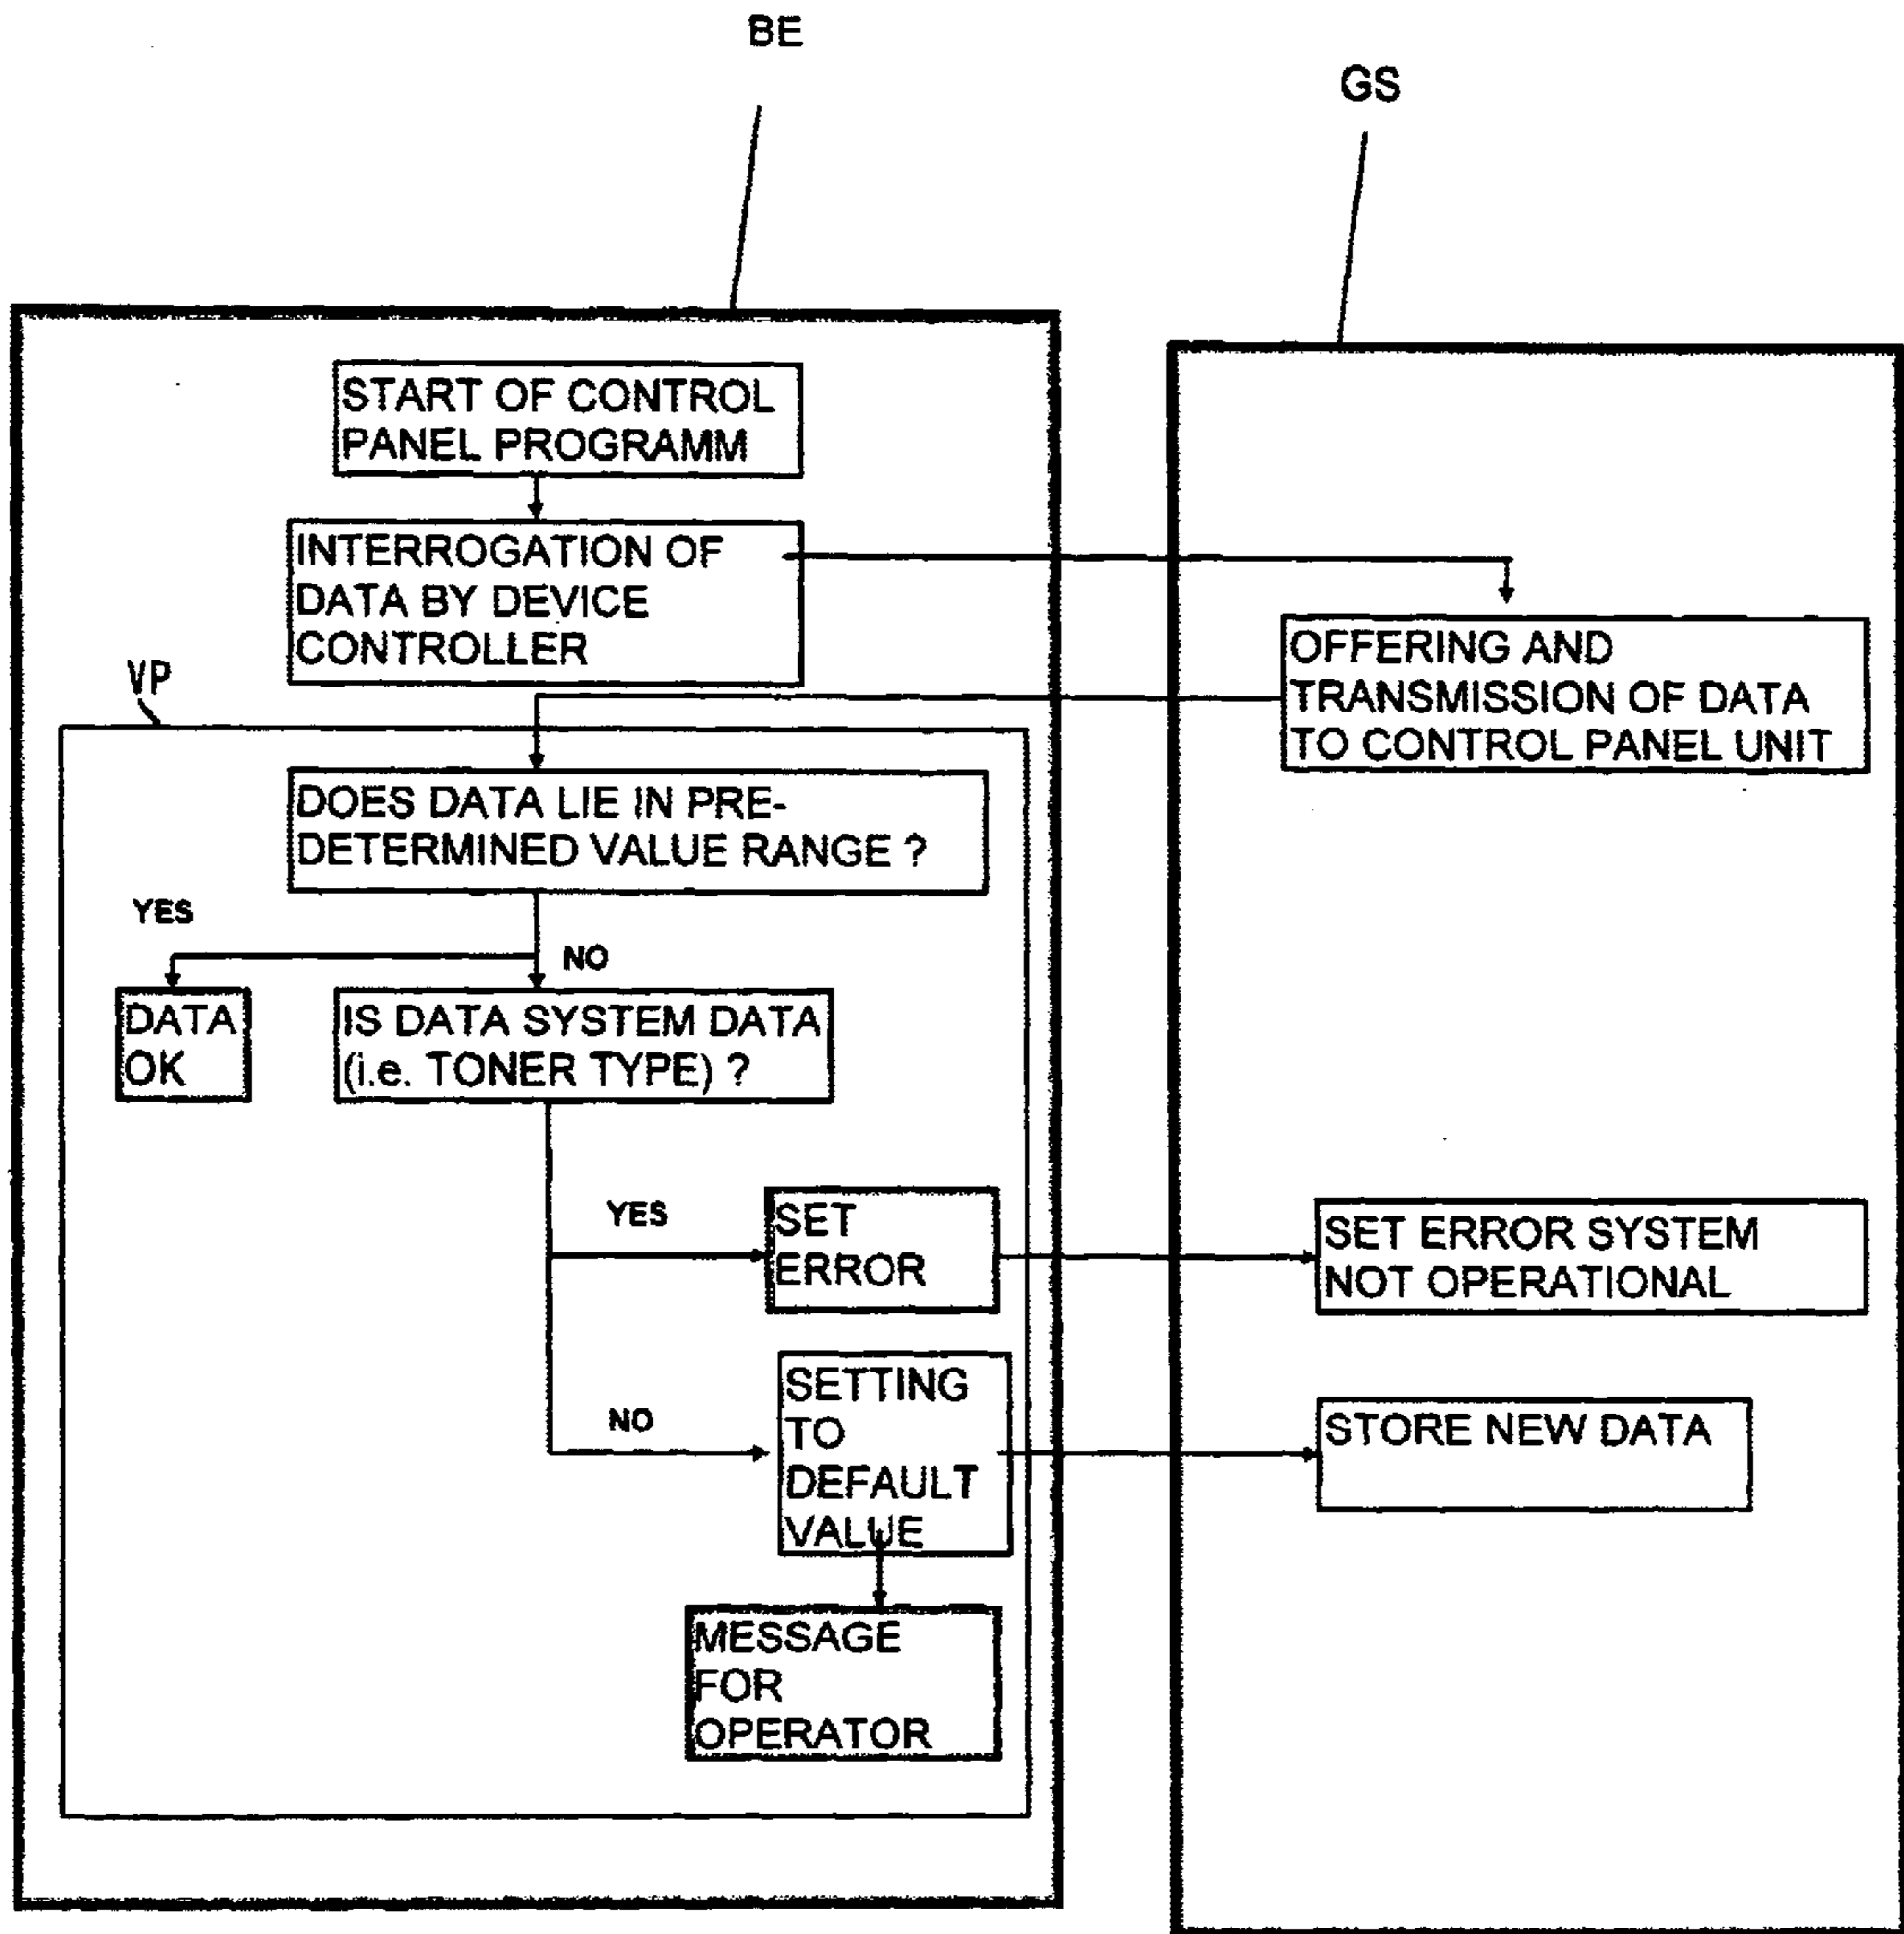 BE
GS
START OF CONTROL
PANEL PROGRAMM
INTERROGATION OF
DATA BY DEVICE
CONTROLLER
OFFERING AND
TRANSMISSION OF DATA
TO CONTROL PANEL UNIT
VP
DOES DATA LIE IN PRE-
DETERMINED VALUE RANGE ?
YES
NO
DATA
OK
IS DATA SYSTEM DATA
(i.e. TONER TYPE) ?
YES
SET
ERROR
SET ERROR SYSTEM
NOT OPERATIONAL
NO
SETTING
TO
DEFAULT
VALUE
STORE NEW DATA
MESSAGE
FOR
OPERATOR